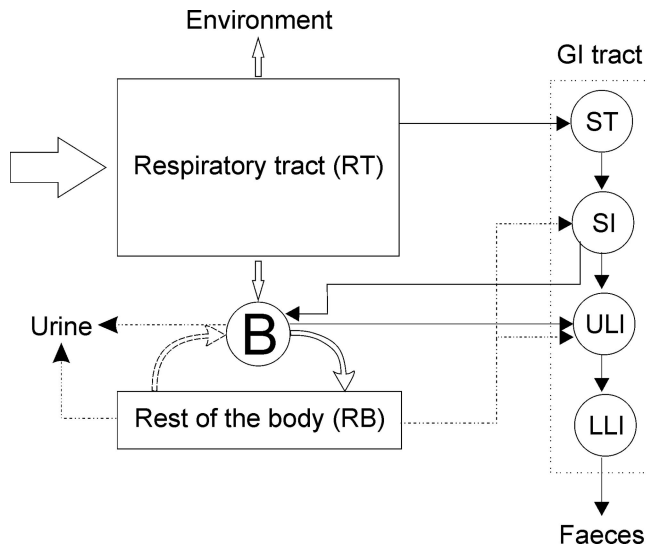 Environment
GI tract
ST
Respiratory tract (RT)
SI
Urine
B
ULI
Rest of the body (RB)
LLI
Faeces